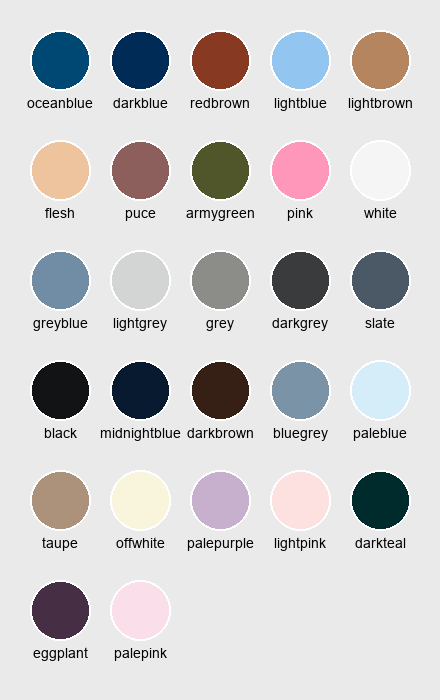 oceanblue darkblue redbrown lightblue lightbrown
flesh puce armygreen pink white
greyblue lightgrey grey darkgrey slate
black midnightblue darkbrown bluegrey paleblue
taupe offwhite palepurple lightpink darkteal
eggplant palepink